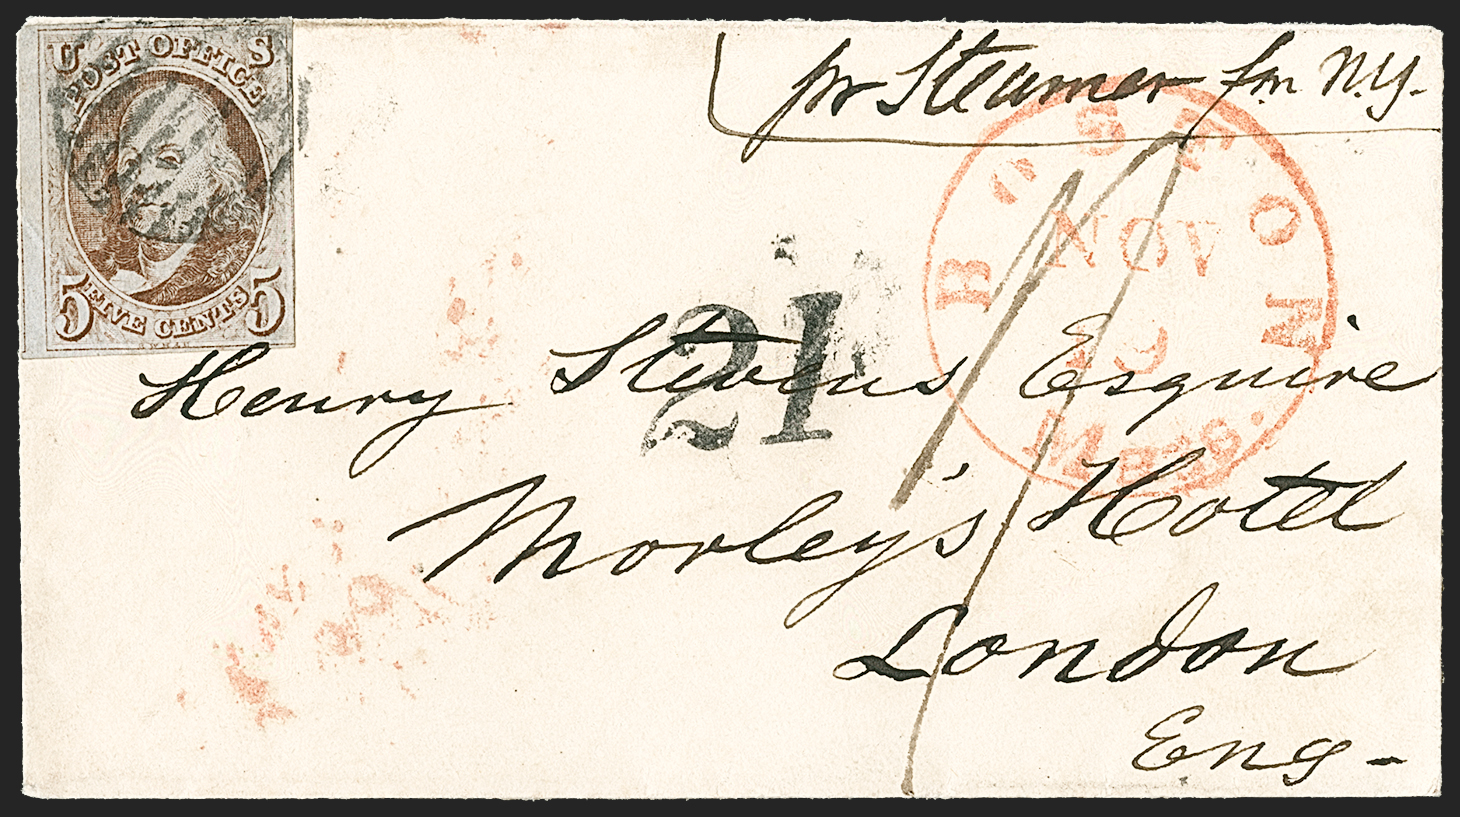 U S
POST OFFICE
5 FIVE CENTS 5
pr Steamer fm N.Y.
BOSTON
NOV
MASS.
21
Henry Stevens Esquire
Morley's Hotel
London
Eng-